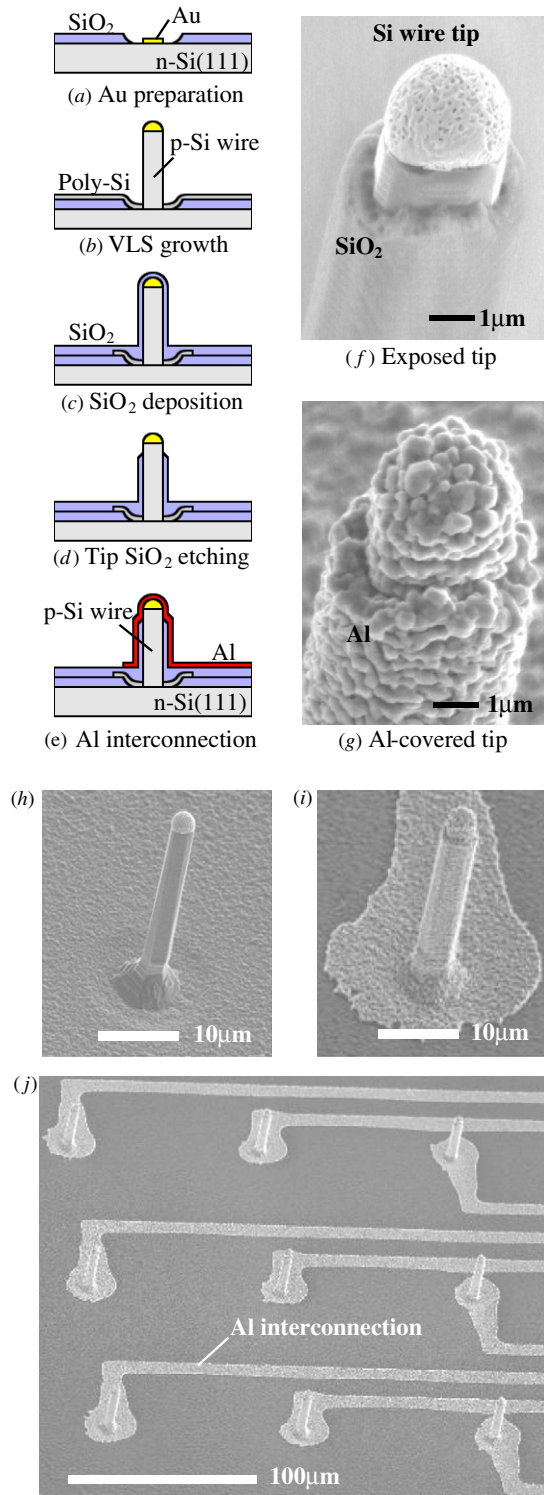 SiO2
Au
n-Si(111)
(a) Au preparation
p-Si wire
Poly-Si
(b) VLS growth
SiO2
(c) SiO2 deposition
(d) Tip SiO2 etching
p-Si wire
Al
n-Si(111)
(e) Al interconnection
Si wire tip
SiO2
1μm
(f) Exposed tip
Al
1μm
(g) Al-covered tip
(h)
10μm
(i)
10μm
(j)
Al interconnection
100μm